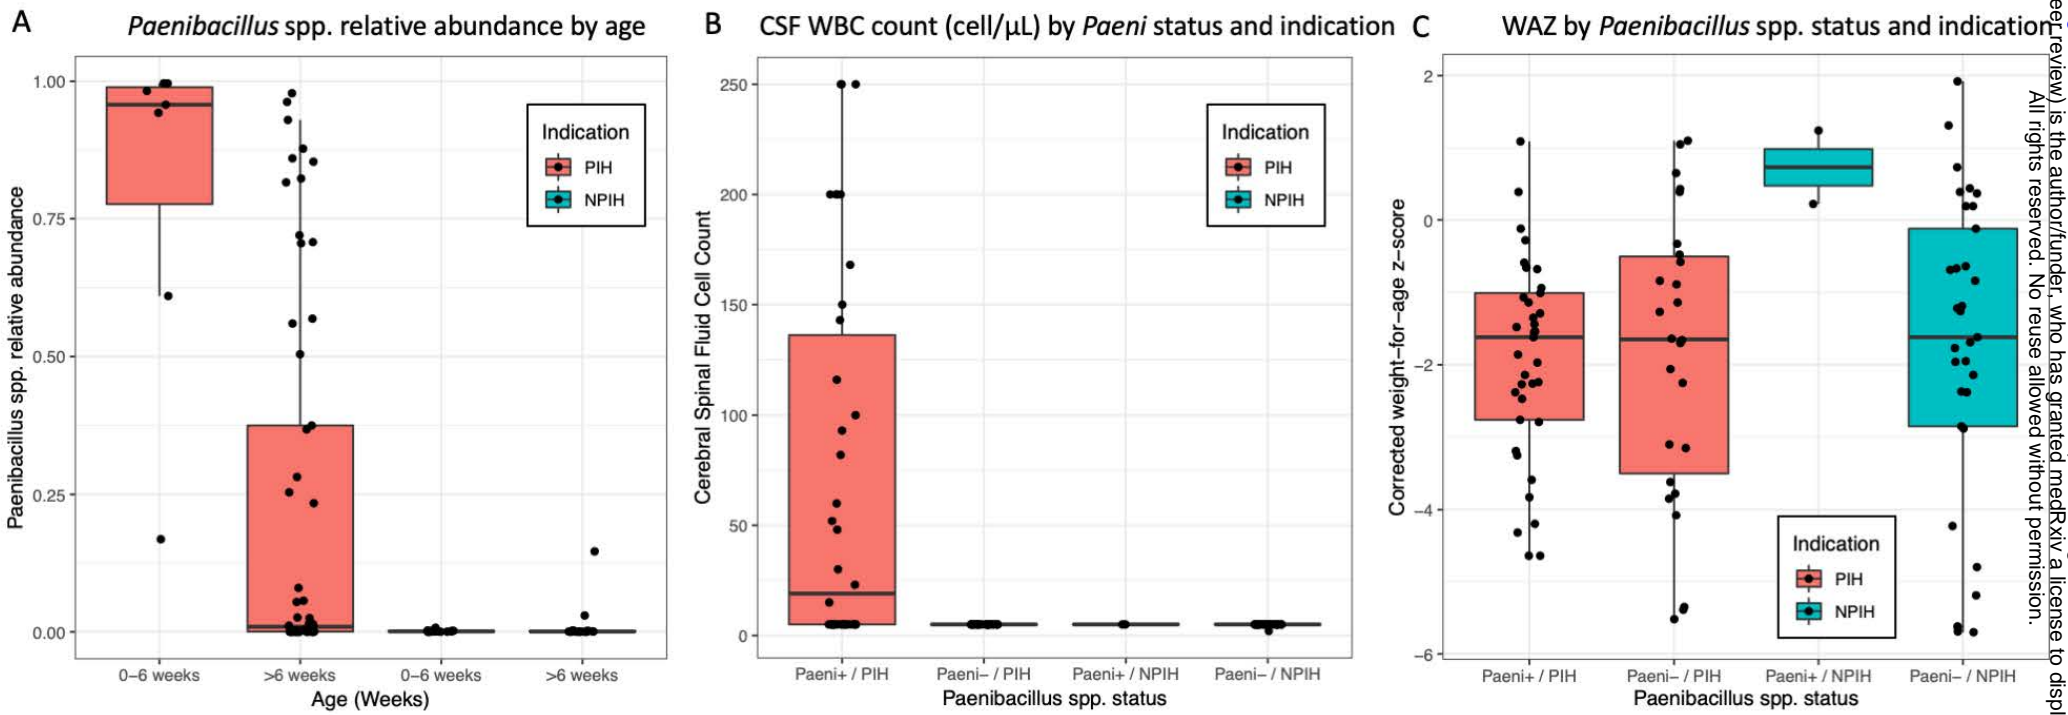 A
Paenibacillus spp. relative abundance by age
Paenibacillus spp. relative abundance
1.00
0.75
0.50
0.25
0.00
Indication
PIH
NPIH
0−6 weeks
>6 weeks
0−6 weeks
>6 weeks
Age (Weeks)
B
CSF WBC count (cell/µL) by Paeni status and indication
Cerebral Spinal Fluid Cell Count
250
200
150
100
50
0
Indication
PIH
NPIH
Paeni+ / PIH
Paeni− / PIH
Paeni+ / NPIH
Paeni− / NPIH
Paenibacillus spp. status
C
WAZ by Paenibacillus spp. status and indication
Corrected weight−for−age z−score
2
0
−2
−4
−6
Indication
PIH
NPIH
Paeni+ / PIH
Paeni− / PIH
Paeni+ / NPIH
Paeni− / NPIH
Paenibacillus spp. status
review) is the author/funder, who has granted medRxiv a license to
All rights reserved. No reuse allowed without permission.